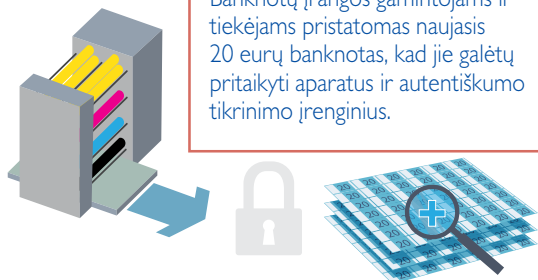 Banknotų įrangos gamintojams ir
tiekėjams pristatomas naujasis
20 eurų banknotas, kad jie galėtų
pritaikyti aparatus ir autentiškumo
tikrinimo įrenginius.